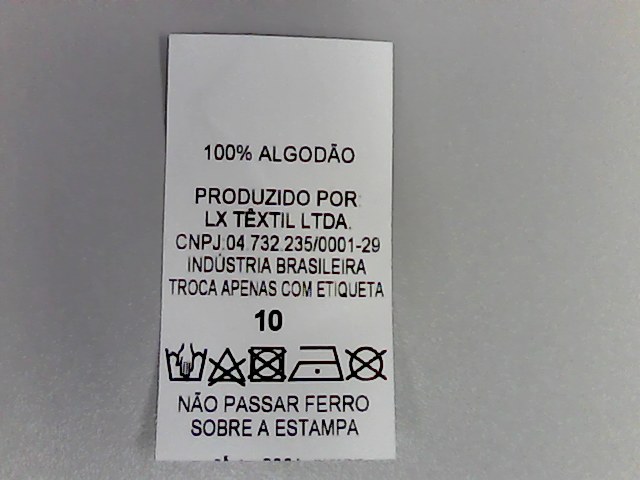 100% ALGODÃO
PRODUZIDO POR:
LX TÊXTIL LTDA.
CNPJ:04.732.235/0001-29
INDÚSTRIA BRASILEIRA
TROCA APENAS COM ETIQUETA
10
NÃO PASSAR FERRO
SOBRE A ESTAMPA